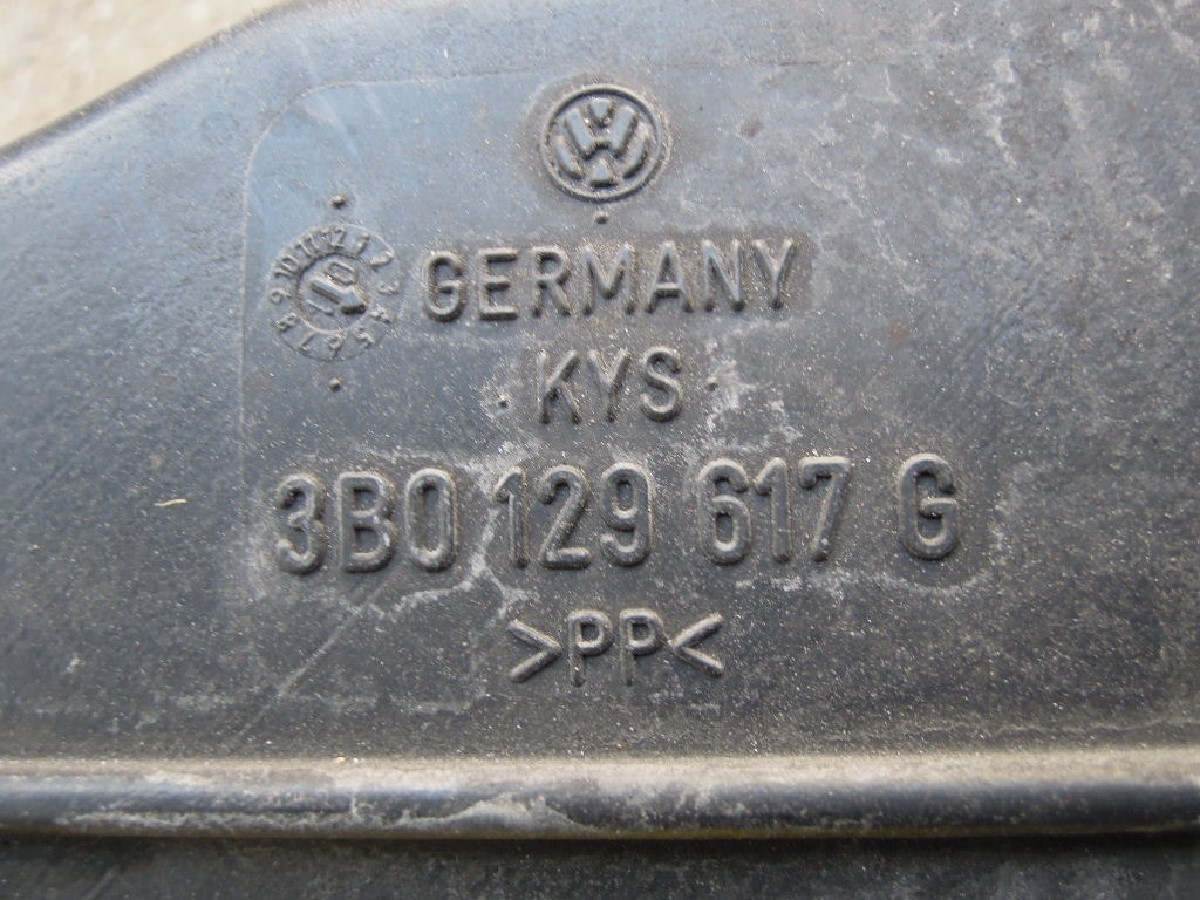 GERMANY
KYS
3B0 129 617 G
>PP<